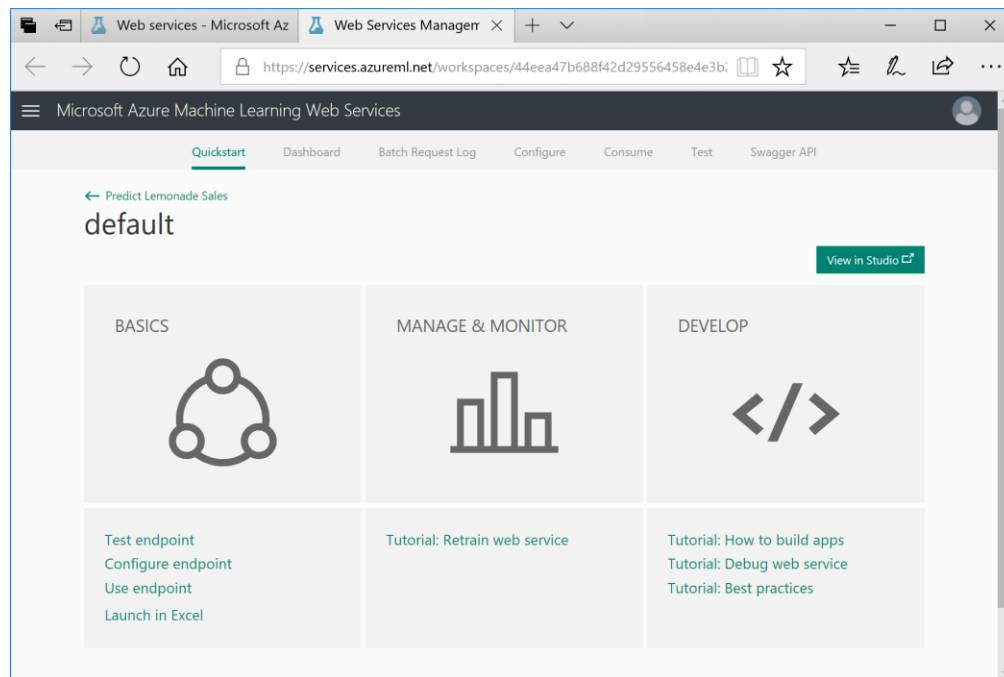 Web services - Microsoft Az
Web Services Managem
https://services.azureml.net/workspaces/44eea47b688f42d29556458e4e3b2
Microsoft Azure Machine Learning Web Services
Quickstart Dashboard Batch Request Log Configure Consume Test Swagger API
Predict Lemonade Sales
default
View in Studio
BASICS
MANAGE & MONITOR
DEVELOP
</>
Test endpoint
Configure endpoint
Use endpoint
Launch in Excel
Tutorial: Retrain web service
Tutorial: How to build apps
Tutorial: Debug web service
Tutorial: Best practices